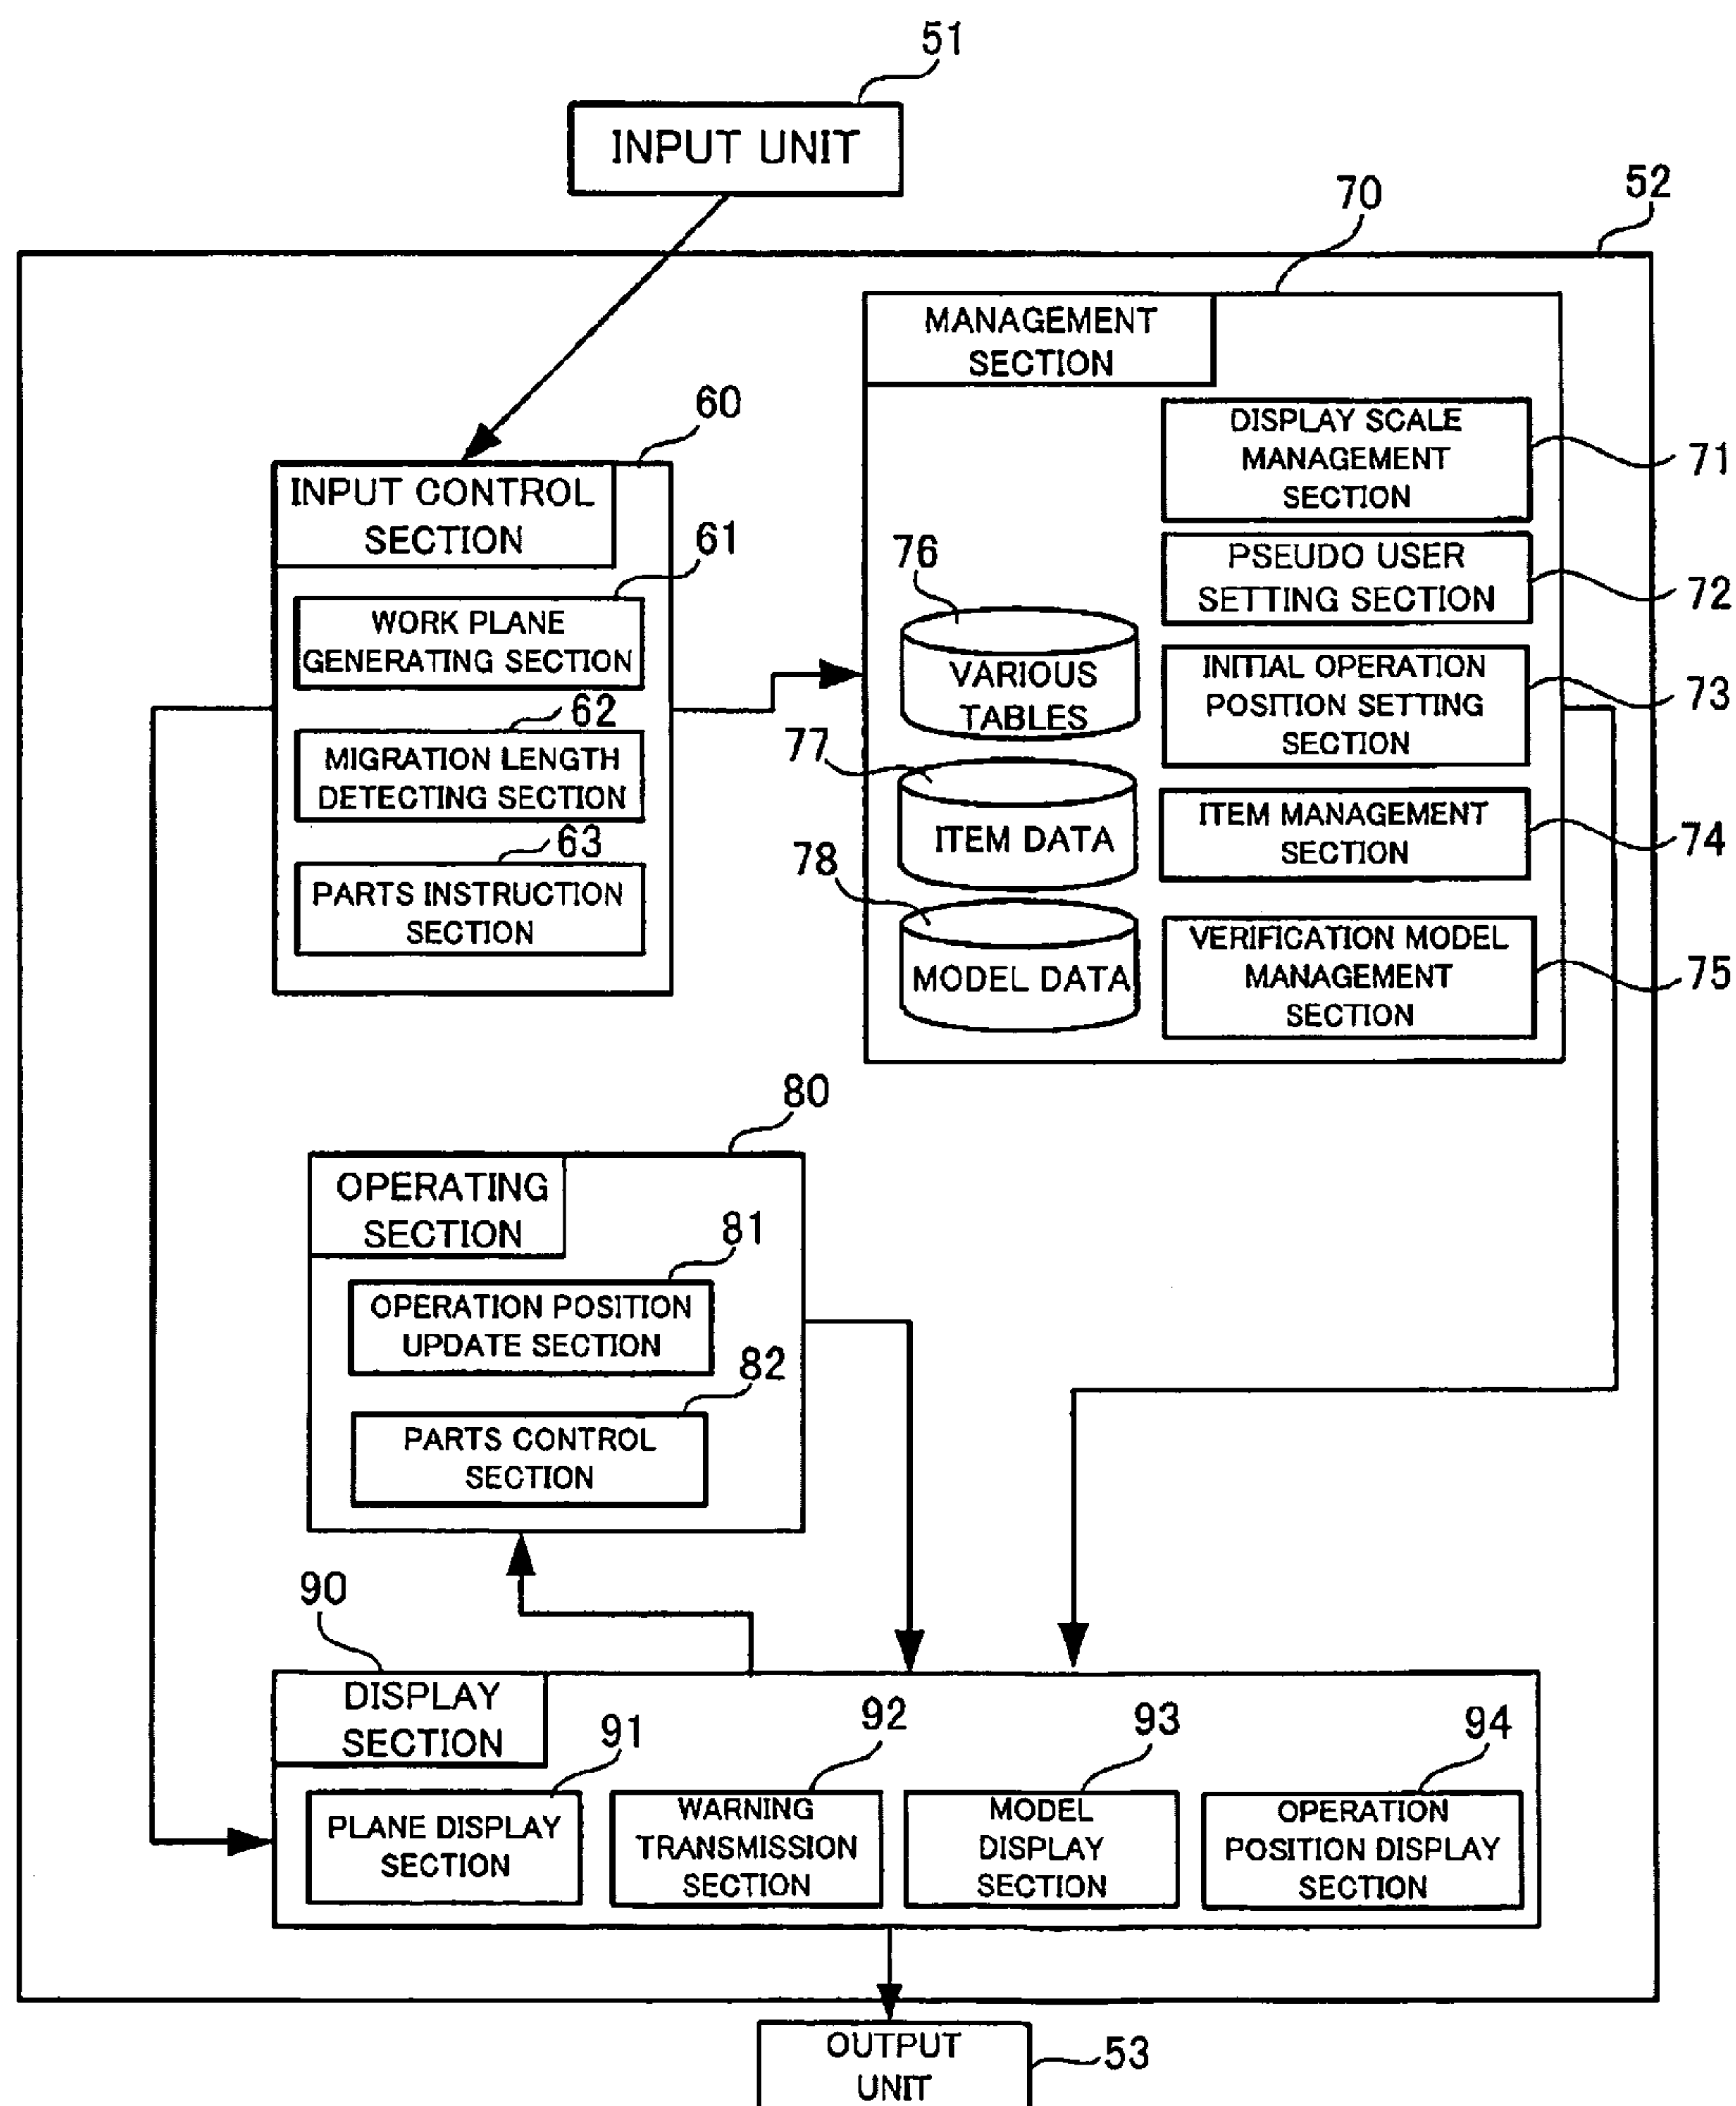 51
INPUT UNIT
52
70
MANAGEMENT
SECTION
60
INPUT CONTROL
SECTION
61
WORK PLANE
GENERATING SECTION
62
MIGRATION LENGTH
DETECTING SECTION
63
PARTS INSTRUCTION
SECTION
DISPLAY SCALE
MANAGEMENT
SECTION
71
PSEUDO USER
SETTING SECTION
72
76
VARIOUS
TABLES
INITIAL OPERATION
POSITION SETTING
SECTION
73
77
ITEM DATA
ITEM MANAGEMENT
SECTION
74
78
MODEL DATA
VERIFICATION MODEL
MANAGEMENT
SECTION
75
80
OPERATING
SECTION
81
OPERATION POSITION
UPDATE SECTION
82
PARTS CONTROL
SECTION
90
DISPLAY
SECTION
91
PLANE DISPLAY
SECTION
92
WARNING
TRANSMISSION
SECTION
93
MODEL
DISPLAY
SECTION
94
OPERATION
POSITION DISPLAY
SECTION
OUTPUT
UNIT
53